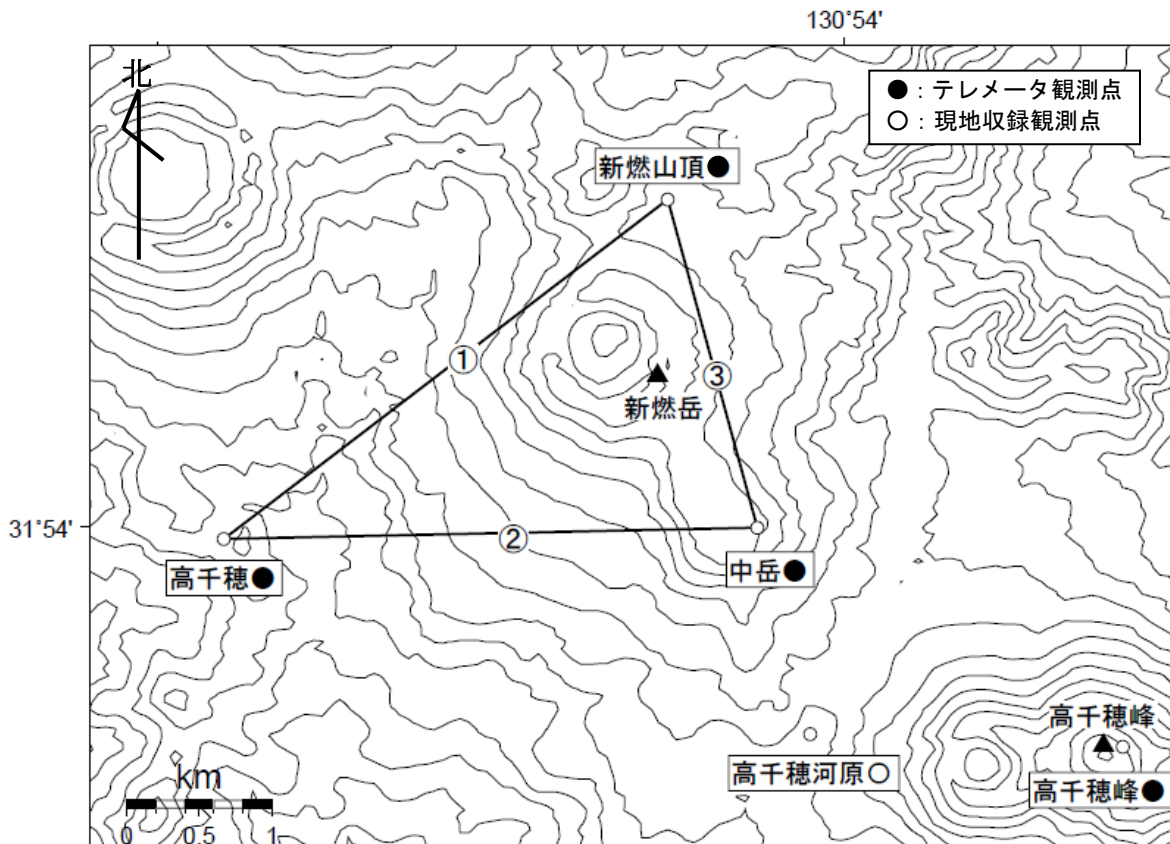 130°54'
北
●：テレメータ観測点
○：現地収録観測点
新燃山頂●
①
③
新燃岳
31°54'
②
高千穂●
中岳●
高千穂峰
km
高千穂河原○
高千穂峰●
0 0.5 1